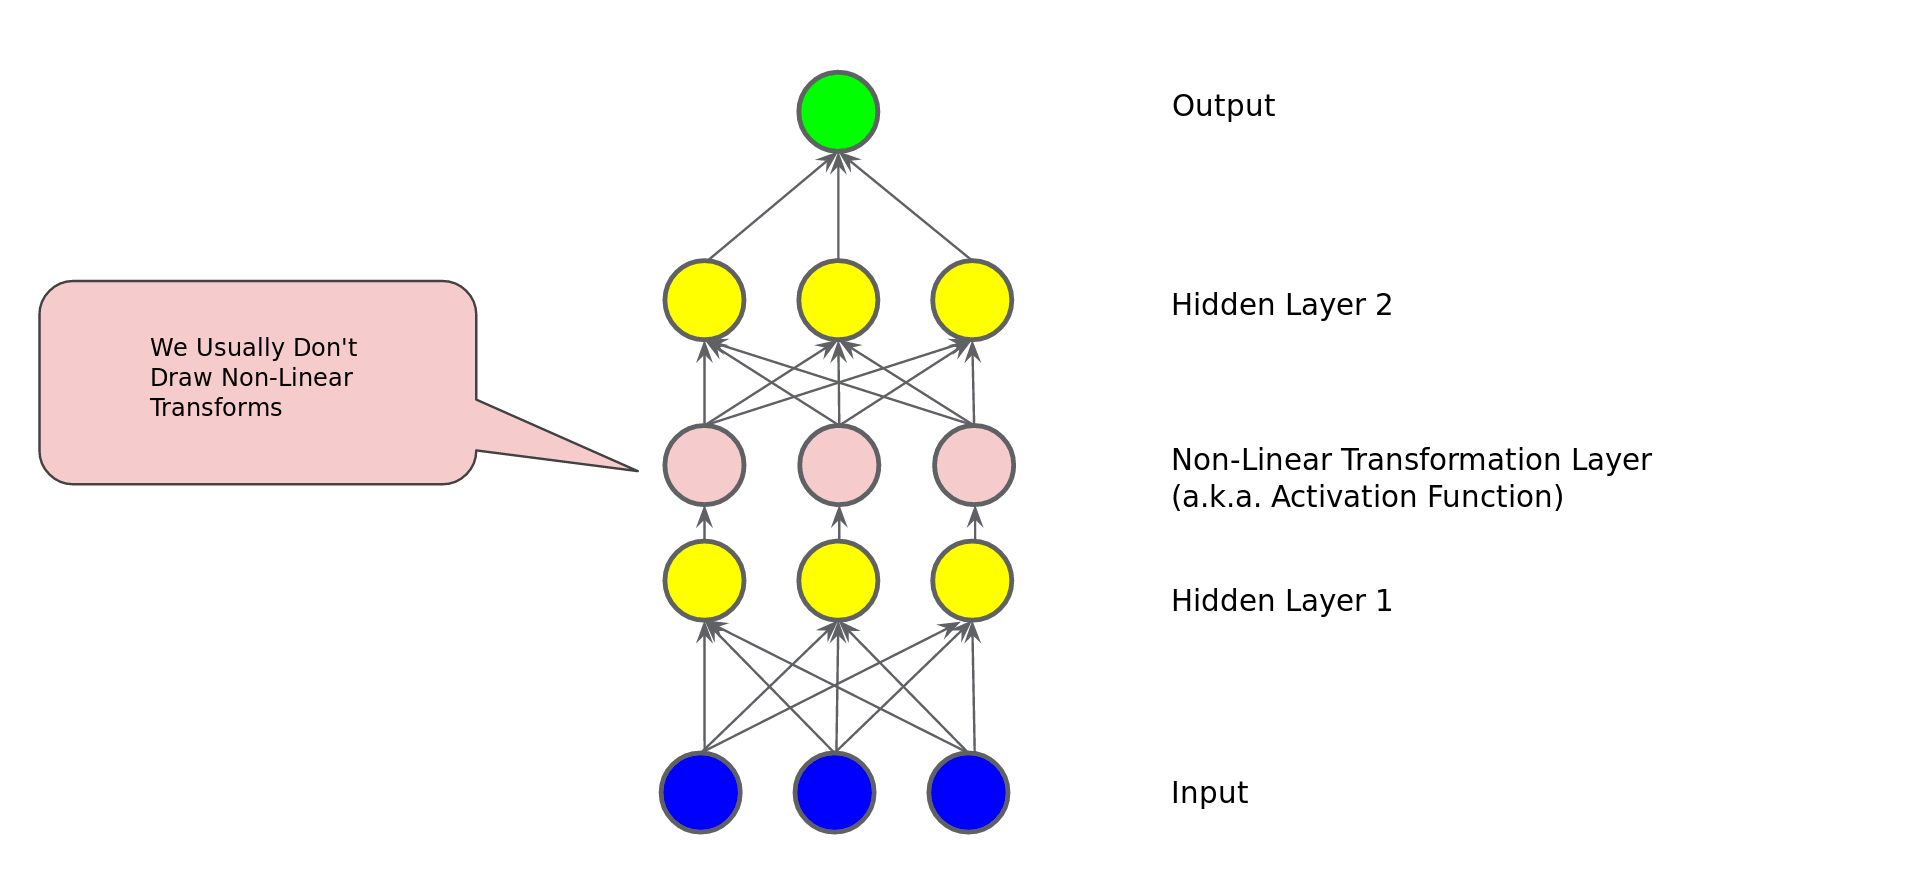 Output
Hidden Layer 2
We Usually Don't
Draw Non-Linear
Transforms
Non-Linear Transformation Layer
(a.k.a. Activation Function)
Hidden Layer 1
Input